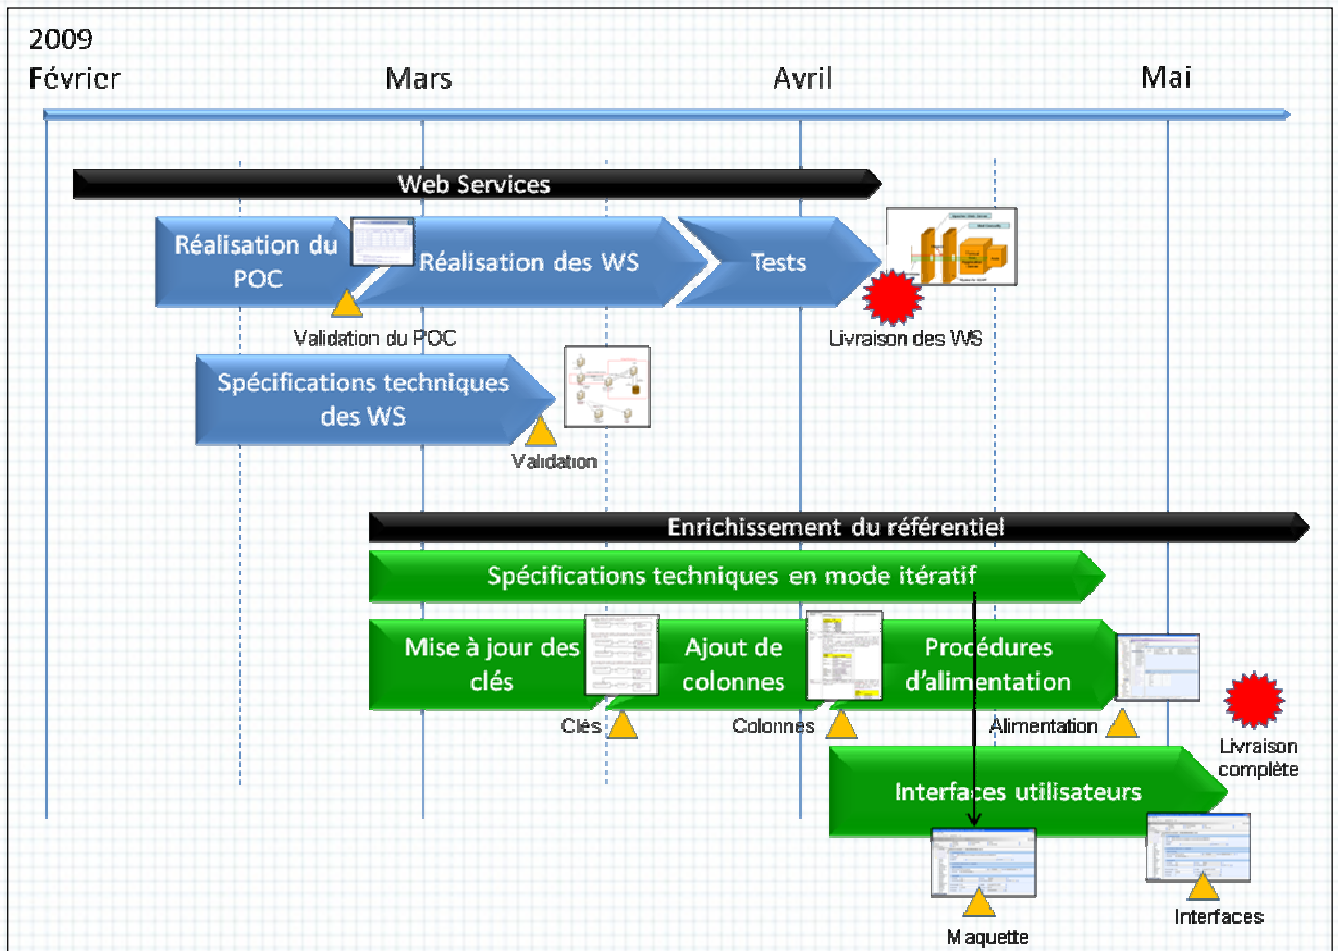 2009
Février
Mars
Avril
Mai
Web Services
Réalisation du
POC
Réalisation des WS
Tests
Validation du POC
Livraison des WS
Spécifications techniques
des WS
Validation
Enrichissement du référentiel
Spécifications techniques en mode itératif
Mise à jour des
clés
Ajout de
colonnes
Procédures
d'alimentation
Clés
Colonnes
Alimentation
Livraison
complète
Interfaces utilisateurs
Maquette
Interfaces